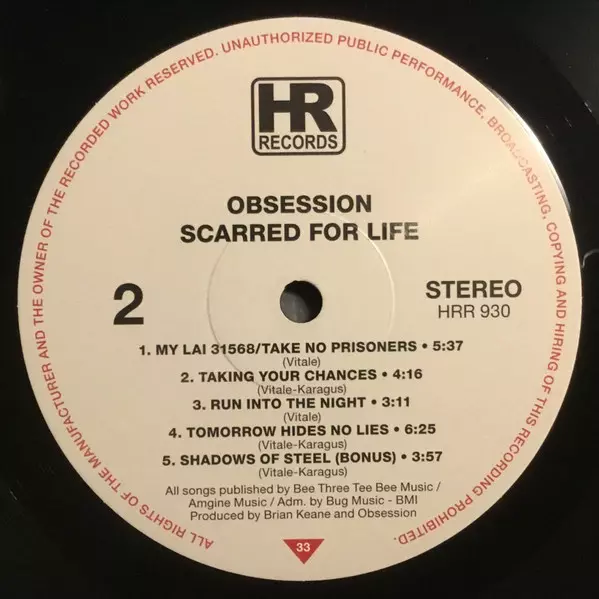 ALL RIGHTS OF THE MANUFACTURER AND THE OWNER OF THE RECORDED WORK RESERVED. UNAUTHORIZED PUBLIC PERFORMANCE, BROADCASTING, COPYING AND HIRING OF THIS RECORDING PROHIBITED.
HR
RECORDS
OBSESSION
SCARRED FOR LIFE
2
STEREO
HRR 930
1. MY LAI 31568/TAKE NO PRISONERS • 5:37
(Vitale)
2. TAKING YOUR CHANCES • 4:16
(Vitale-Karagus)
3. RUN INTO THE NIGHT • 3:11
(Vitale)
4. TOMORROW HIDES NO LIES • 6:25
(Vitale-Karagus)
5. SHADOWS OF STEEL (BONUS) • 3:57
(Vitale-Karagus)
All songs published by Bee Three Tee Bee Music /
Amgine Music / Adm. by Bug Music - BMI
Produced by Brian Keane and Obsession
33